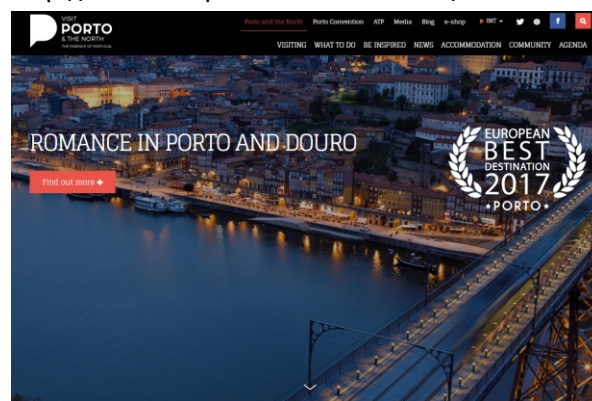 VISIT
PORTO
& THE NORTH
THE ESSENCE OF PORTUGAL
Porto and the North Porto Convention ATP Media Blog e-shop INT
VISITING WHAT TO DO BE INSPIRED NEWS ACCOMMODATION COMMUNITY AGENDA
ROMANCE IN PORTO AND DOURO
Find out more
EUROPEAN
BEST
DESTINATION
2017
PORTO